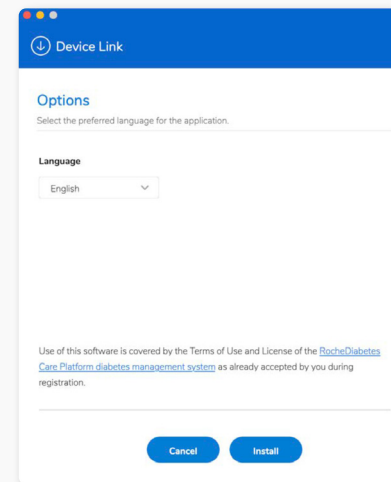 Device Link
Options
Select the preferred language for the application.
Language
English
Use of this software is covered by the Terms of Use and License of the RocheDiabetes
Care Platform diabetes management system as already accepted by you during
registration.
Cancel
Install